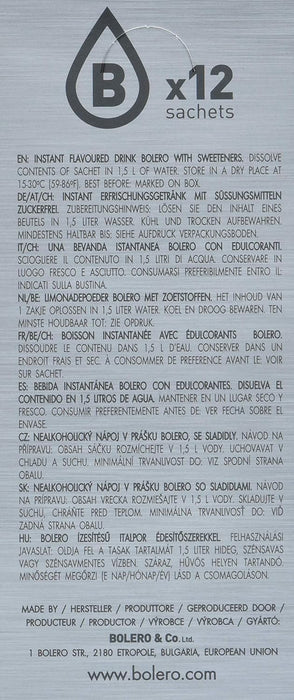 B x12
sachets
EN: INSTANT FLAVOURED DRINK BOLERO WITH SWEETENERS. DISSOLVE
CONTENTS OF SACHET IN 1,5 L OF WATER. STORE IN A DRY PLACE AT
15-30ºC (59-86ºF). BEST BEFORE: MARKED ON BOX.
DE/AT/CH: INSTANT ERFRISCHUNGSGETRÄNK MIT SÜSSUNGSMITTELN
ZUCKERFREI. ZUBEREITUNGSHINWEIS: LÖSEN SIE DEN INHALT EINES
BEUTELS IN 1,5 LITER WASSER. KÜHL UND TROCKEN AUFBEWAHREN.
MINDESTENS HALTBAR BIS: SIEHE AUFDRUCK VERPACKUNGSBODEN.
IT/CH: UNA BEVANDA ISTANTANEA BOLERO CON EDULCORANTI.
SCIOGLIERE IL CONTENUTO IN 1,5 LITRI DI ACQUA. CONSERVARE IN
LUOGO FRESCO E ASCIUTTO. CONSUMARSI PREFERIBILMENTE ENTRO IL:
INDICATI SULLA BUSTINA.
NL/BE: LIMONADEPOEDER BOLERO MET ZOETSTOFFEN. HET INHOUD VAN
1 ZAKJE OPLOSSEN IN 1,5 LITER WATER. KOEL EN DROOG BEWAREN. TEN
MINSTE HOUDBAAR TOT: ZIE OPDRUK.
FR/BE/CH: BOISSON INSTANTANÉE AVEC ÉDULCORANTS BOLERO.
DISSOUDRE LE CONTENU DANS 1,5 L D'EAU. CONSERVER DANS UN
ENDROIT FRAIS ET SEC. A CONSOMMER DE PREFERENCE AVANT LE: VOIR
SUR SACHET.
ES: BEBIDA INSTANTÁNEA BOLERO CON EDULCORANTES. DISUELVA EL
CONTENIDO EN 1,5 LITROS DE AGUA. MANTENER EN UN LUGAR SECO Y
FRESCO. CONSUMIR PREFERIMENTEMENTE ANTES DE: VER FECHA SOBRE EL
ENVASE.
CZ: NEALKOHOLICKÝ NÁPOJ V PRÁŠKU BOLERO, SE SLADIDLY. NÁVOD NA
PŘÍPRAVU: OBSAH SÁČKU ROZMÍCHEJTE V 1,5 L VODY. UCHOVAVAT V
CHLADU A SUCHU. MINIMÁLNÍ TRVANLIVOST DO: VIZ SPODNÍ STRANA
OBALU.
SK: NEALKOHOLICKÝ NÁPOJ V PRÁŠKU BOLERO SO SLADIDLAMI. NÁVOD
NA PRÍPRAVU: OBSAH VRECKA ROZMIEŠAJTE V 1,5 L VODY. SKLADUJTE V
SUCHU, CHRÁNTE PRED TEPLOM. MINIMÁLNA TRVANLIVOSŤ DO: VIĎ
ZADNÁ STRANA OBALU.
HU: BOLERO ÍZESÍTÉSŰ ITALPOR ÉDESÍTŐSZEREKKEL. FELHASZNÁLÁSI
JAVASLAT: OLDJA FEL A TASAK TARTALMÁT 1,5 LITER HIDEG, SZÉNSAVAS
VAGY SZÉNSAVMENTES VÍZBEN. SZÁRAZ, HŰVÖS HELYEN TARTANDÓ.
MINŐSÉGÉT MEGŐRZI (E NAP/HÓNAP/ÉV) LÁSD A CSOMAGOLÁSON.
MADE BY / HERSTELLER / PRODUTTORE / GEPRODUCEERD DOOR /
PRODUCTEUR / PRODUCTOR / VÝROBCE / VÝROBCA / GYÁRTÓ:
BOLERO & Co. Ltd.
1 BOLERO STR., 2180 ETROPOLE, BULGARIA, EUROPEAN UNION
www.bolero.com